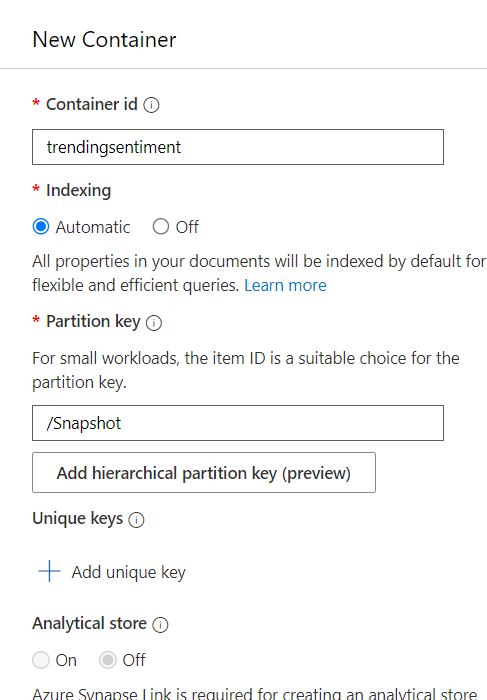 New Container
* Container id
trendingsentiment
* Indexing
Automatic Off
All properties in your documents will be indexed by default for
flexible and efficient queries. Learn more
* Partition key
For small workloads, the item ID is a suitable choice for the
partition key.
/Snapshot
Add hierarchical partition key (preview)
Unique keys
Add unique key
Analytical store
On Off
Azure Synapse Link is required for creating an analytical store